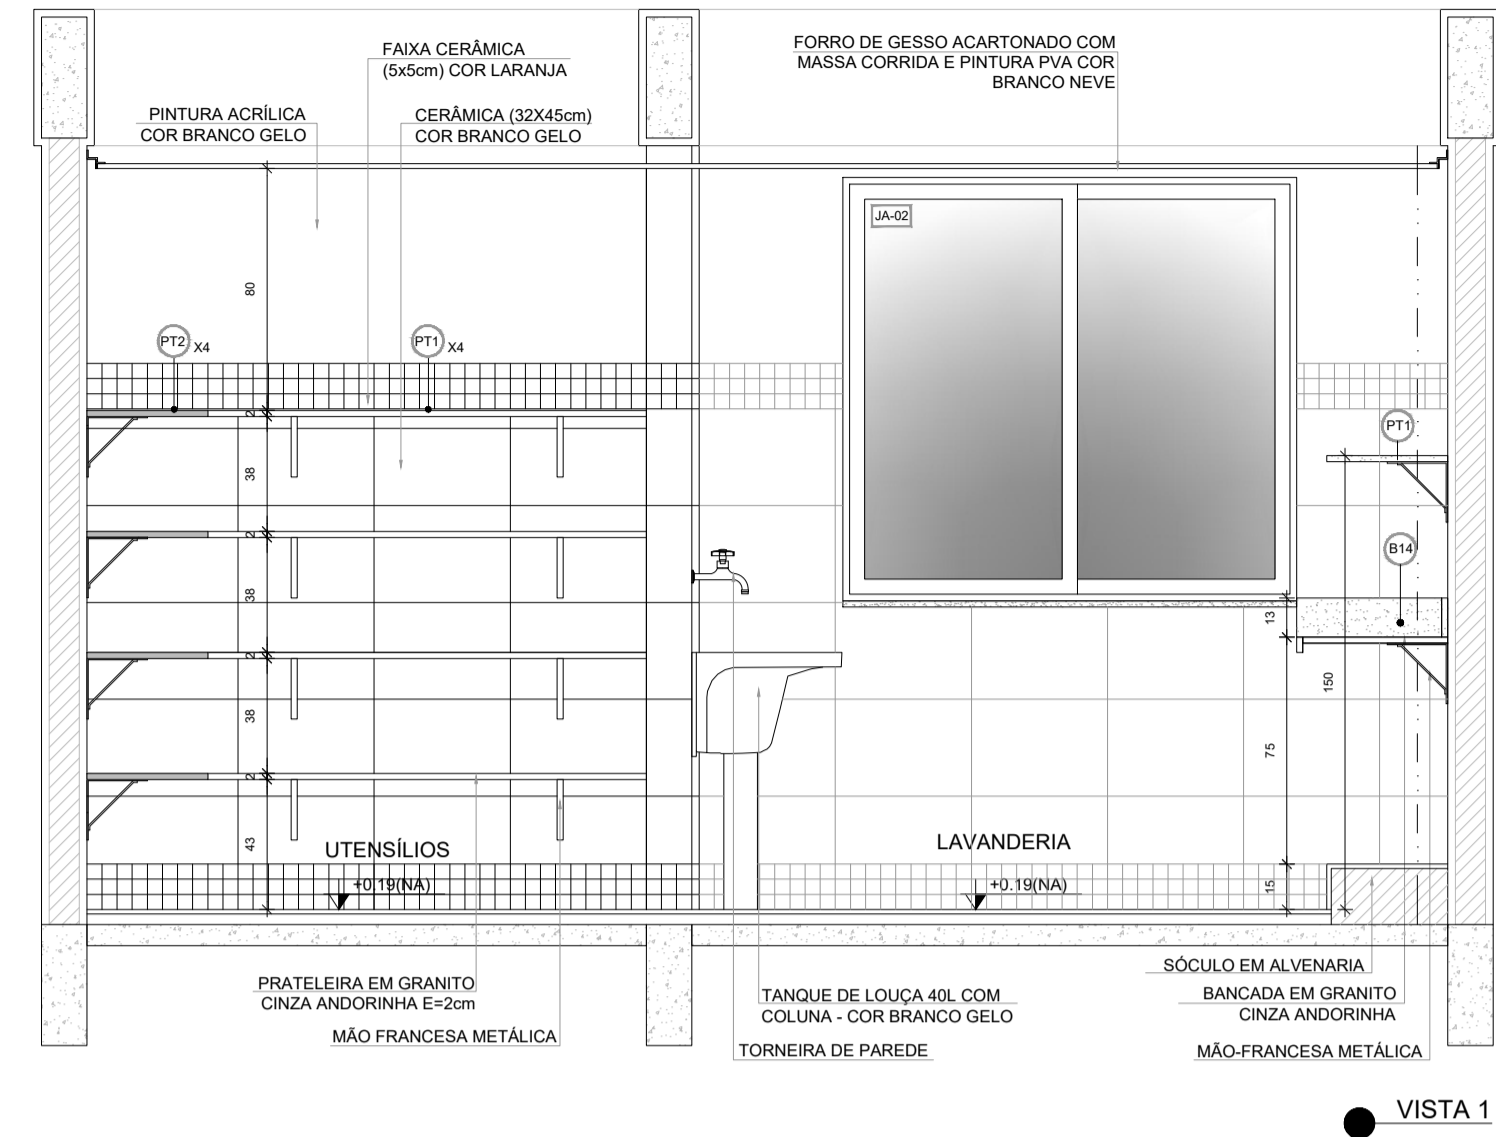 FAIXA CERÂMICA
(5x5cm) COR LARANJA
FORRO DE GESSO ACARTONADO COM
MASSA CORRIDA E PINTURA PVA COR
BRANCO NEVE
PINTURA ACRÍLICA
COR BRANCO GELO
CERÂMICA (32X45cm)
COR BRANCO GELO
JA-02
80
PT2 X4
PT1 X4
2
38
PT1
2
B14
38
13
2
150
38
75
2
43
UTENSÍLIOS
LAVANDERIA
+0.19(NA)
+0.19(NA)
15
PRATELEIRA EM GRANITO
CINZA ANDORINHA E=2cm
MÃO FRANCESA METÁLICA
TANQUE DE LOUÇA 40L COM
COLUNA - COR BRANCO GELO
TORNEIRA DE PAREDE
SÓCULO EM ALVENARIA
BANCADA EM GRANITO
CINZA ANDORINHA
MÃO-FRANCESA METÁLICA
VISTA 1